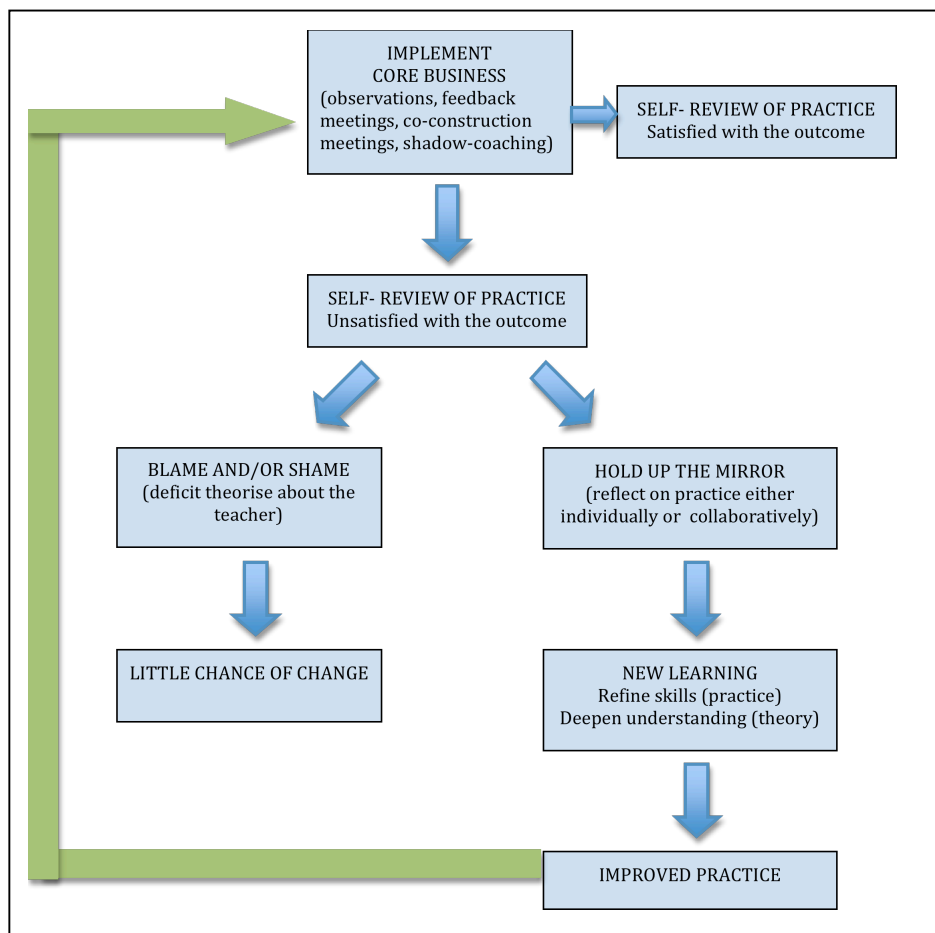 IMPLEMENT
CORE BUSINESS
(observations, feedback
meetings, co-construction
meetings, shadow-coaching)
SELF- REVIEW OF PRACTICE
Satisfied with the outcome
SELF- REVIEW OF PRACTICE
Unsatisfied with the outcome
BLAME AND/OR SHAME
(deficit theorise about the
teacher)
HOLD UP THE MIRROR
(reflect on practice either
individually or collaboratively)
LITTLE CHANCE OF CHANGE
NEW LEARNING
Refine skills (practice)
Deepen understanding (theory)
IMPROVED PRACTICE